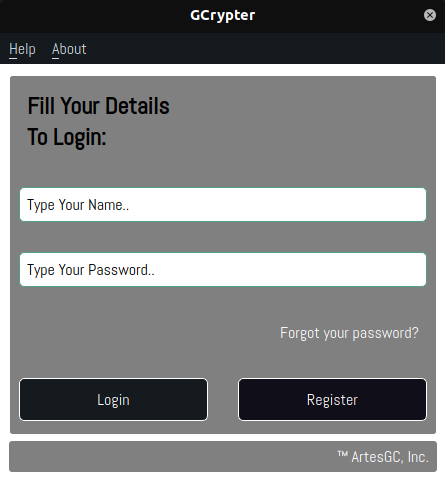 GCrypter
Help About
Fill Your Details
To Login:
Type Your Name..
Type Your Password..
Forgot your password?
Login Register
™ ArtesGC, Inc.